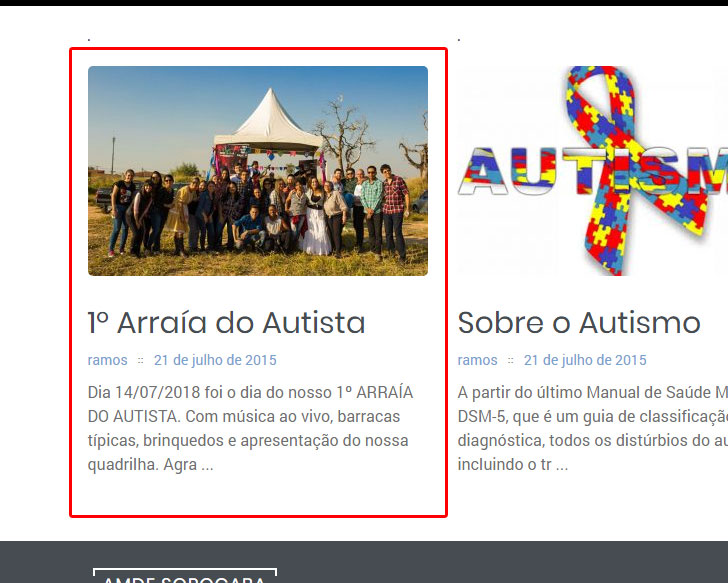 .
.
AUTISM
1º Arraía do Autista
ramos :: 21 de julho de 2015
Dia 14/07/2018 foi o dia do nosso 1º ARRAÍA
DO AUTISTA. Com música ao vivo, barracas
típicas, brinquedos e apresentação do nossa
quadrilha. Agra ...
Sobre o Autismo
ramos :: 21 de julho de 2015
A partir do último Manual de Saúde M
DSM-5, que é um guia de classificaçã
diagnóstica, todos os distúrbios do au
incluindo o tr ...
AMDE SOROCABA